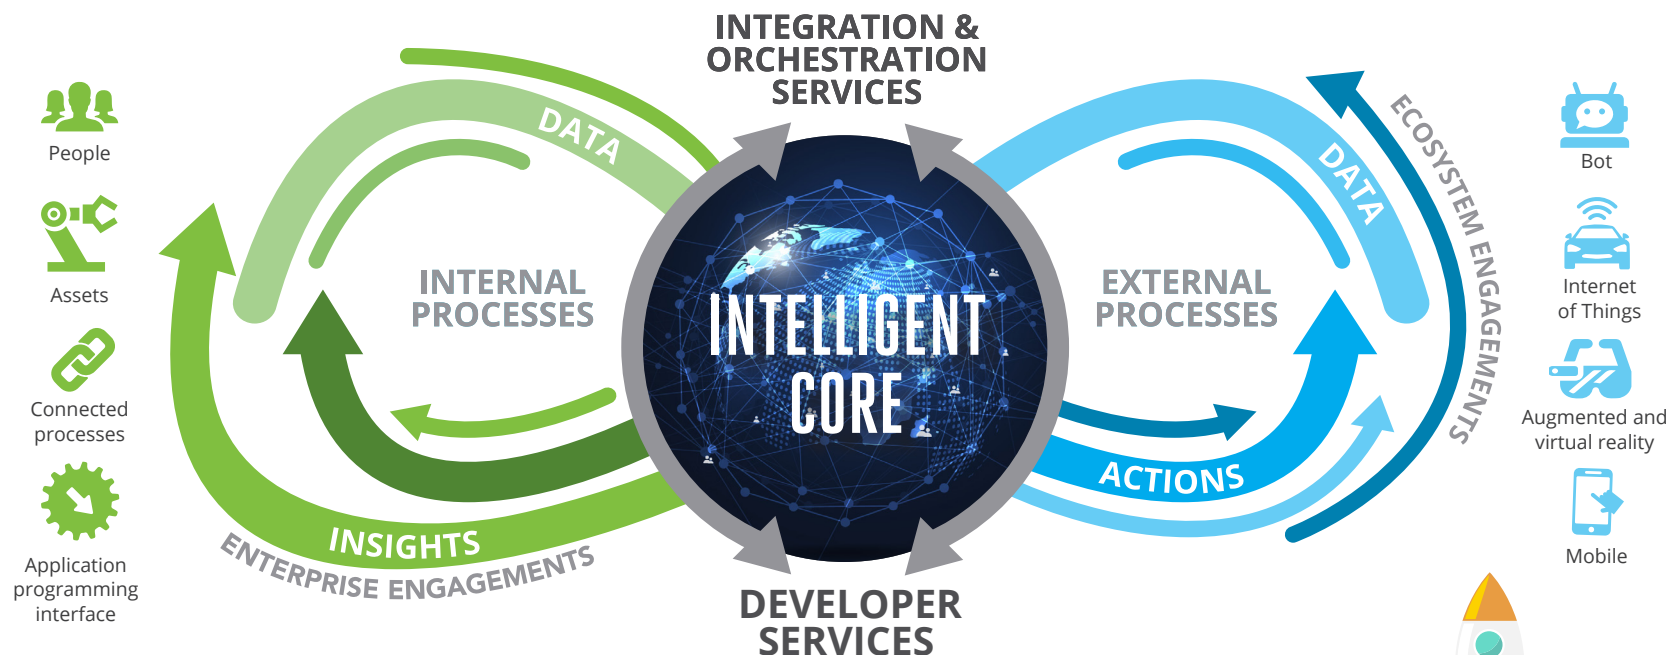 INTEGRATION &
ORCHESTRATION
SERVICES
People
Assets
Connected
processes
Application
programming
interface
DATA
INTERNAL
PROCESSES
INSIGHTS
ENTERPRISE ENGAGEMENTS
INTELLIGENT
CORE
DEVELOPER
SERVICES
EXTERNAL
PROCESSES
DATA
ACTIONS
ECOSYSTEM ENGAGEMENTS
Bot
Internet
of Things
Augmented and
virtual reality
Mobile